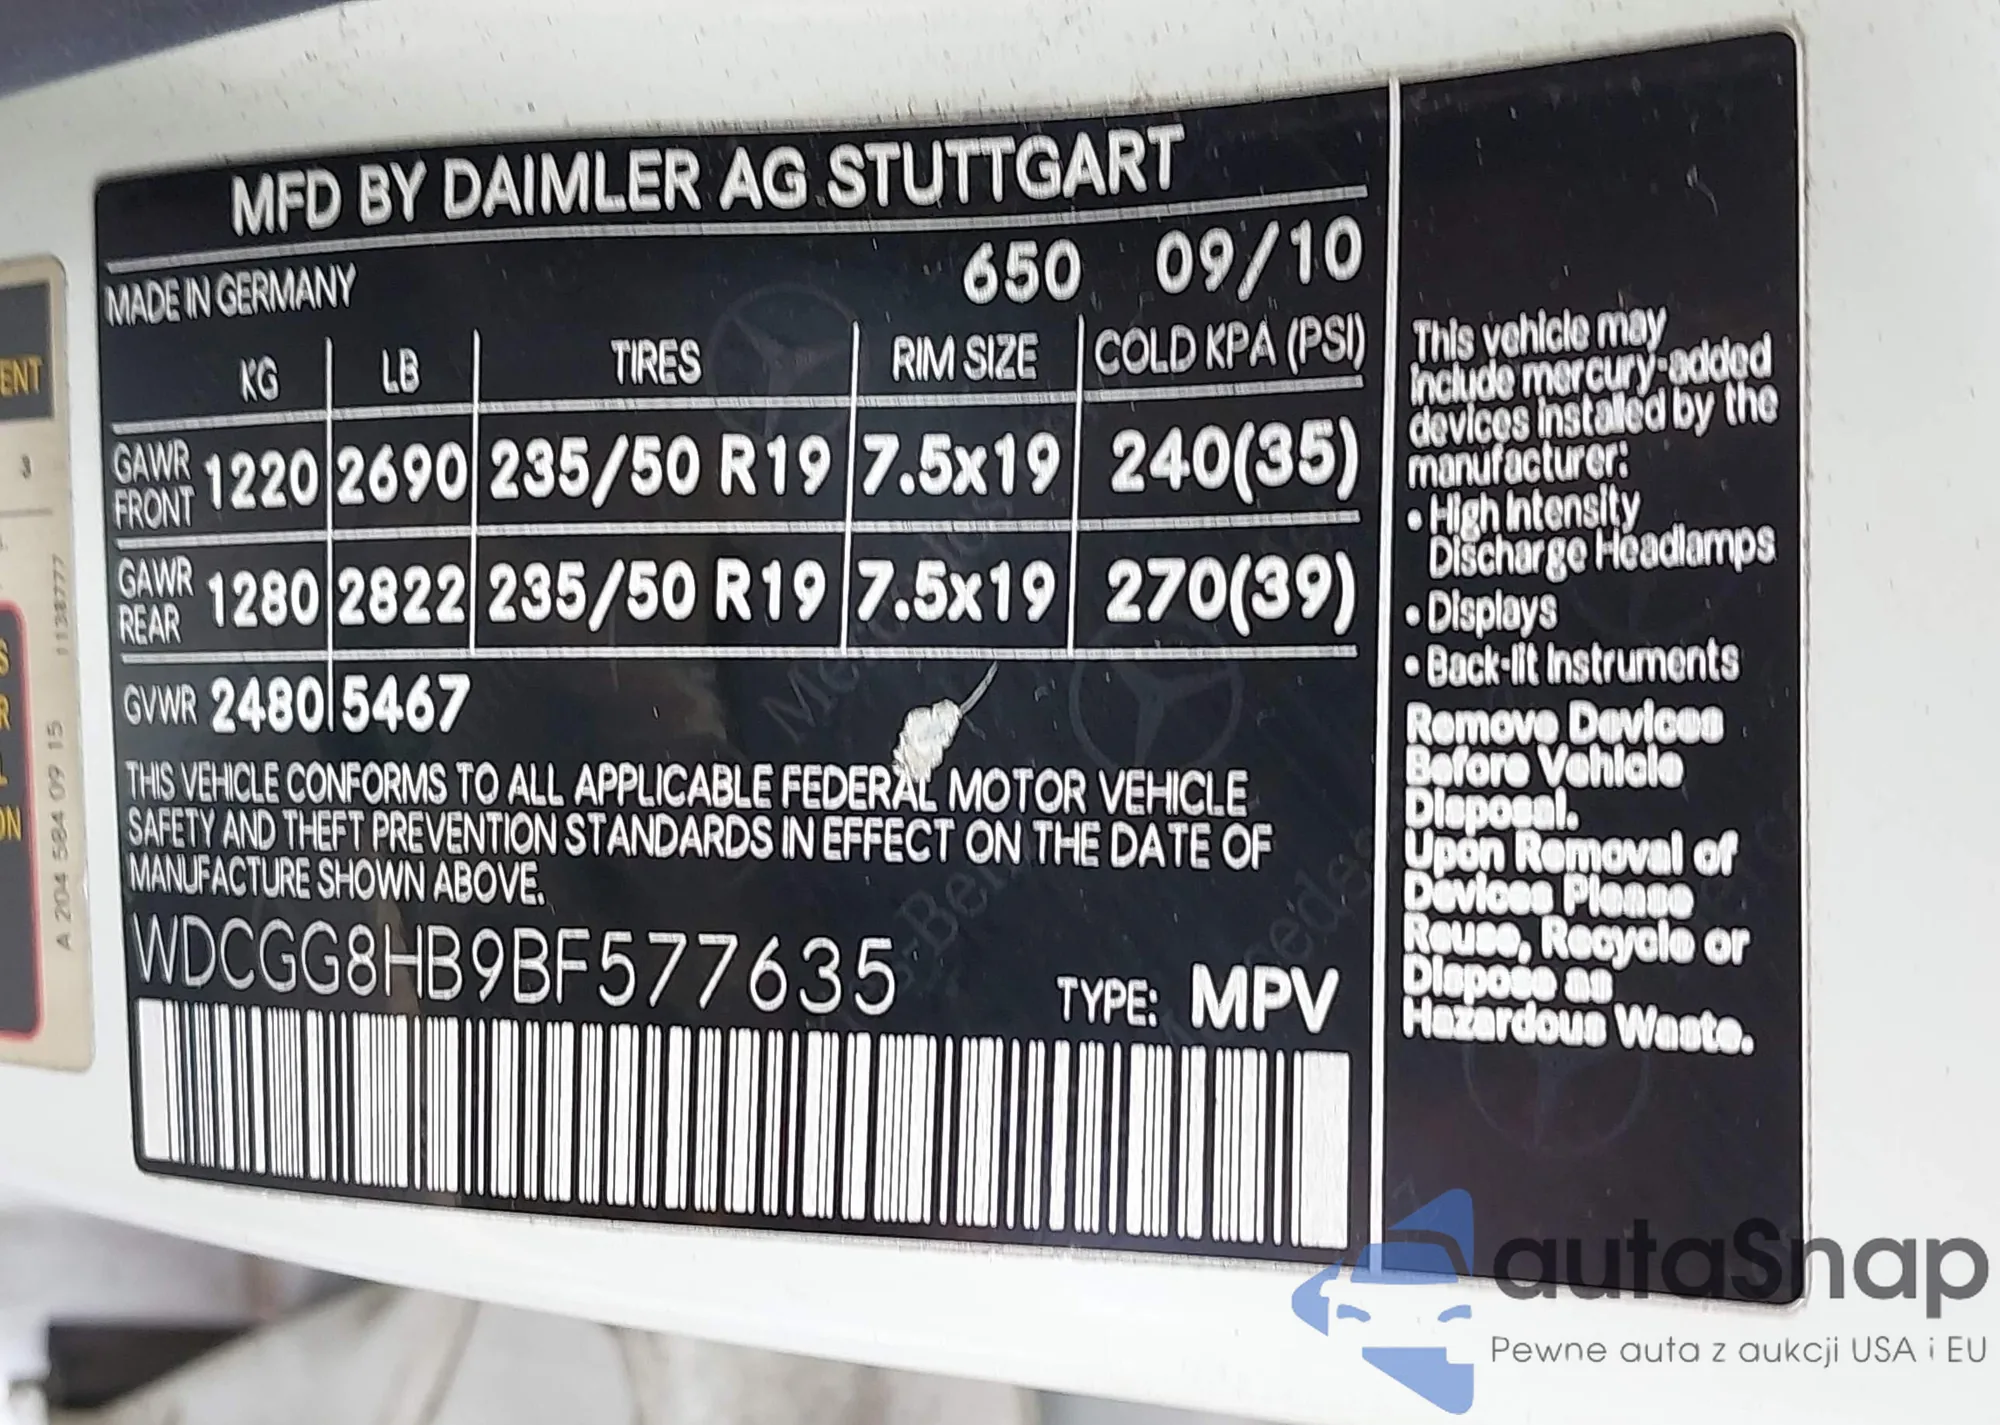 MFD BY DAIMLER AG STUTTGART
MADE IN GERMANY 650 09/10
KG LB TIRES RIM SIZE COLD KPA (PSI)
GAWR FRONT 1220 2690 235/50 R19 7.5x19 240(35)
GAWR REAR 1280 2822 235/50 R19 7.5x19 270(39)
GVWR 2480 5467
THIS VEHICLE CONFORMS TO ALL APPLICABLE FEDERAL MOTOR VEHICLE
SAFETY AND THEFT PREVENTION STANDARDS IN EFFECT ON THE DATE OF
MANUFACTURE SHOWN ABOVE.
WDCGG8HB9BF577635
TYPE: MPV
This vehicle may
include mercury-added
devices installed by the
manufacturer:
• High Intensity
Discharge Headlamps
• Displays
• Back-lit Instruments
Remove Devices
Before Vehicle
Disposal.
Upon Removal of
Devices Please
Reuse, Recycle or
Dispose as
Hazardous Waste.
A 204 584 09 15 1138777
ENT
autaSnap
Pewne auta z aukcji USA i EU